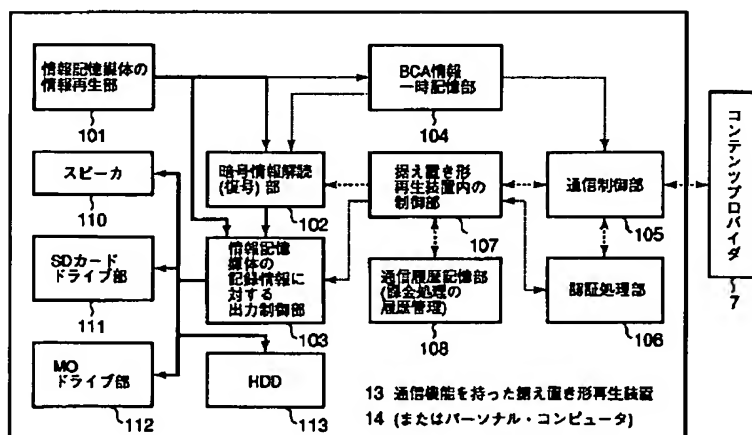 情報記憶媒体の
情報再生部
101
BCA情報
一時記憶部
104
スピーカ
110
暗号情報解読
(復号)部
102
据え置き形
再生装置内の
制御部
107
通信制御部
105
コンテンツプロバイダ
7
SDカード
ドライブ部
111
情報記憶
媒体の
記録情報に
対する
出力制御部
103
通信履歴記憶部
(課金処理の
履歴管理)
108
認証処理部
106
MO
ドライブ部
112
HDD
113
13 通信機能を持った据え置き形再生装置
14 (またはパーソナル・コンピュータ)